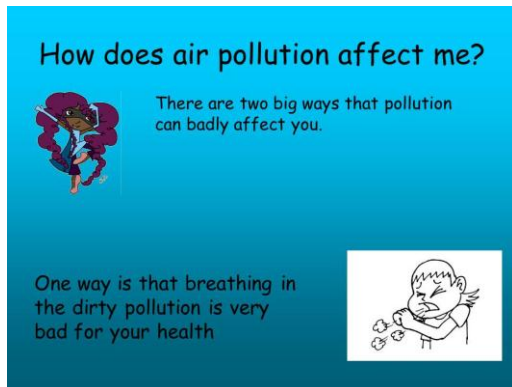 How does air pollution affect me?
There are two big ways that pollution
can badly affect you.
One way is that breathing in
the dirty pollution is very
bad for your health